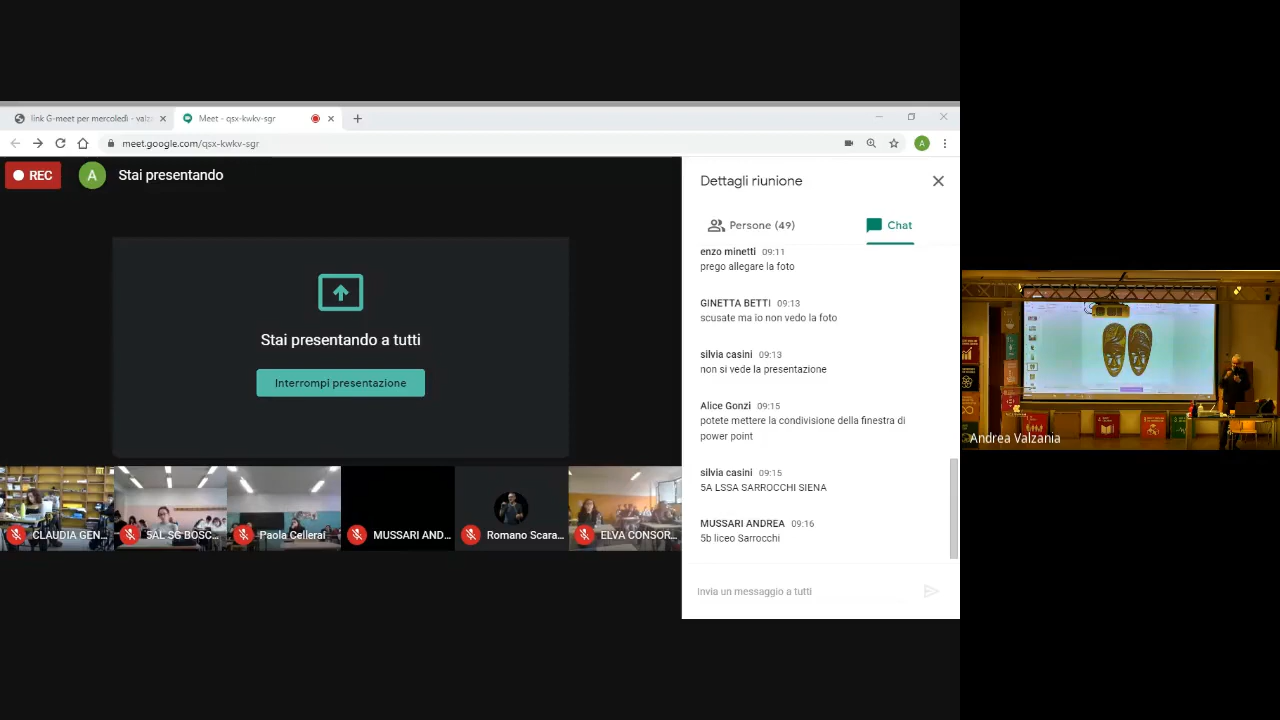 link G-meet per mercoledì - valz
Meet - qsx-kwkv-sgr
meet.google.com/qsx-kwkv-sgr
A
REC
A
Stai presentando
Stai presentando a tutti
Interrompi presentazione
CLAUDIA GEN...
5AL SG BOSC...
Paola Cellerai
MUSSARI AND...
Romano Scara...
ELVA CONSOR...
Dettagli riunione
Persone (49)
Chat
enzo minetti 09:11
prego allegare la foto
GINETTA BETTI 09:13
scusate ma io non vedo la foto
silvia casini 09:13
non si vede la presentazione
Alice Gonzi 09:15
potete mettere la condivisione della finestra di
power point
silvia casini 09:15
5A LSSA SARROCCHI SIENA
MUSSARI ANDREA 09:16
5b liceo Sarrocchi
Invia un messaggio a tutti
Andrea Valzania